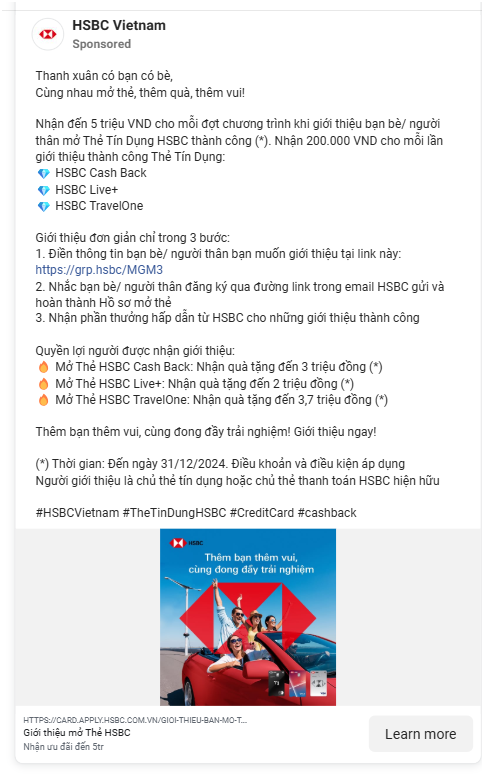 HSBC Vietnam
Sponsored
Thanh xuân có bạn có bè,
Cùng nhau mở thẻ, thêm quà, thêm vui!
Nhận đến 5 triệu VND cho mỗi đợt chương trình khi giới thiệu bạn bè/ người
thân mở Thẻ Tín Dụng HSBC thành công (*). Nhận 200.000 VND cho mỗi lần
giới thiệu thành công Thẻ Tín Dụng:
💎 HSBC Cash Back
💎 HSBC Live+
💎 HSBC TravelOne
Giới thiệu đơn giản chỉ trong 3 bước:
1. Điền thông tin bạn bè/ người thân bạn muốn giới thiệu tại link này:
https://grp.hsbc/MGM3
2. Nhắc bạn bè/ người thân đăng ký qua đường link trong email HSBC gửi và
hoàn thành Hồ sơ mở thẻ
3. Nhận phần thưởng hấp dẫn từ HSBC cho những giới thiệu thành công
Quyền lợi người được nhận giới thiệu:
🔥 Mở Thẻ HSBC Cash Back: Nhận quà tặng đến 3 triệu đồng (*)
🔥 Mở Thẻ HSBC Live+: Nhận quà tặng đến 2 triệu đồng (*)
🔥 Mở Thẻ HSBC TravelOne: Nhận quà tặng đến 3,7 triệu đồng (*)
Thêm bạn thêm vui, cùng đong đầy trải nghiệm! Giới thiệu ngay!
(*) Thời gian: Đến ngày 31/12/2024. Điều khoản và điều kiện áp dụng
Người giới thiệu là chủ thẻ tín dụng hoặc chủ thẻ thanh toán HSBC hiện hữu
#HSBCVietnam #TheTinDungHSBC #CreditCard #cashback
HSBC
Thêm bạn thêm vui,
cùng đong đầy trải nghiệm
HTTPS://CARD.APPLY.HSBC.COM.VN/GIOI-THIEU-BAN-MO-T...
Giới thiệu mở Thẻ HSBC
Nhận ưu đãi đến 5tr
Learn more